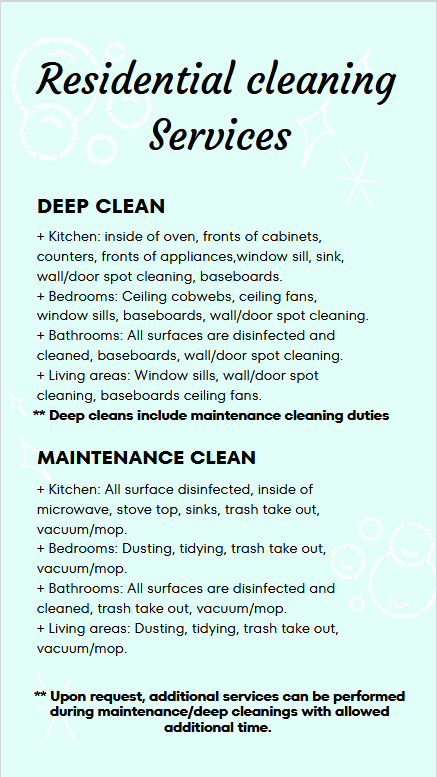 Residential cleaning
Services
DEEP CLEAN
+ Kitchen: inside of oven, fronts of cabinets,
counters, fronts of appliances,window sill, sink,
wall/door spot cleaning, baseboards.
+ Bedrooms: Ceiling cobwebs, ceiling fans,
window sills, baseboards, wall/door spot cleaning.
+ Bathrooms: All surfaces are disinfected and
cleaned, baseboards, wall/door spot cleaning.
+ Living areas: Window sills, wall/door spot
cleaning, baseboards ceiling fans.
** Deep cleans include maintenance cleaning duties
MAINTENANCE CLEAN
+ Kitchen: All surface disinfected, inside of
microwave, stove top, sinks, trash take out,
vacuum/mop.
+ Bedrooms: Dusting, tidying, trash take out,
vacuum/mop.
+ Bathrooms: All surfaces are disinfected and
cleaned, trash take out, vacuum/mop.
+ Living areas: Dusting, tidying, trash take out,
vacuum/mop.
** Upon request, additional services can be performed
during maintenance/deep cleanings with allowed
additional time.